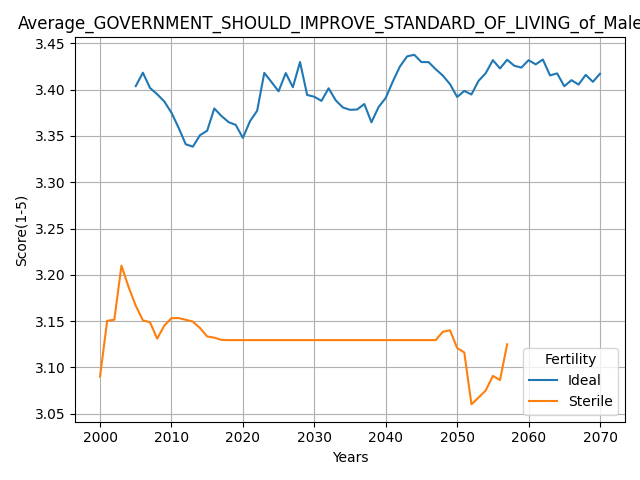 Average_GOVERNMENT_SHOULD_IMPROVE_STANDARD_OF_LIVING_of_Male
Score(1-5)
3.45
3.40
3.35
3.30
3.25
3.20
3.15
3.10
3.05
2000 2010 2020 2030 2040 2050 2060 2070
Years
Fertility
Ideal
Sterile